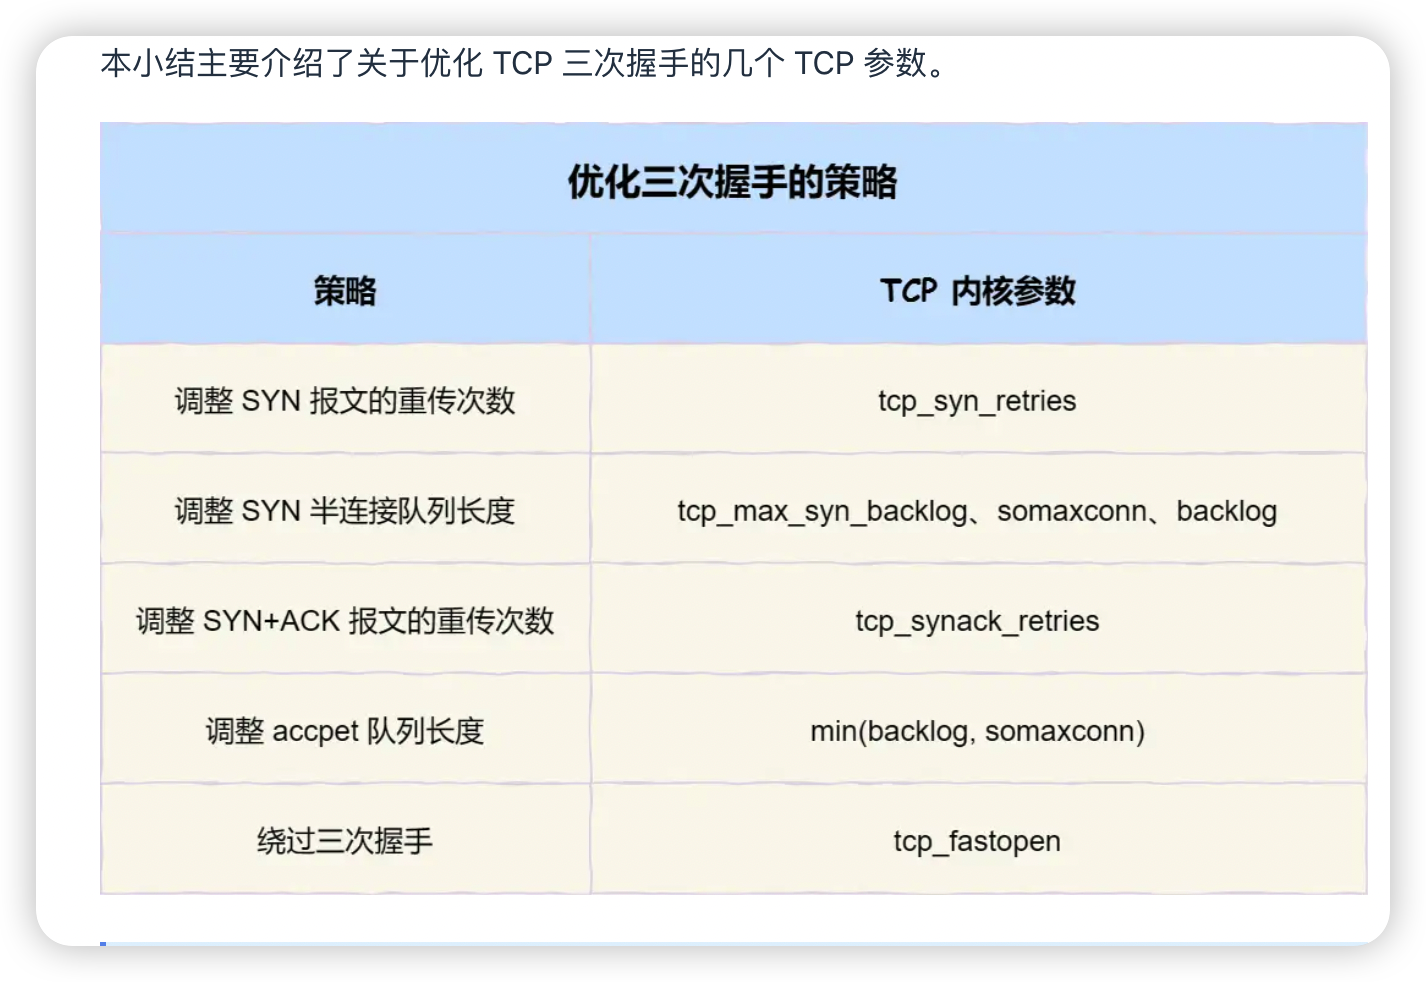 本小结主要介绍了关于优化 TCP 三次握手的几个 TCP 参数。
优化三次握手的策略
策略 TCP 内核参数
调整 SYN 报文的重传次数 tcp_syn_retries
调整 SYN 半连接队列长度 tcp_max_syn_backlog、somaxconn、backlog
调整 SYN+ACK 报文的重传次数 tcp_synack_retries
调整 accpet 队列长度 min(backlog, somaxconn)
绕过三次握手 tcp_fastopen